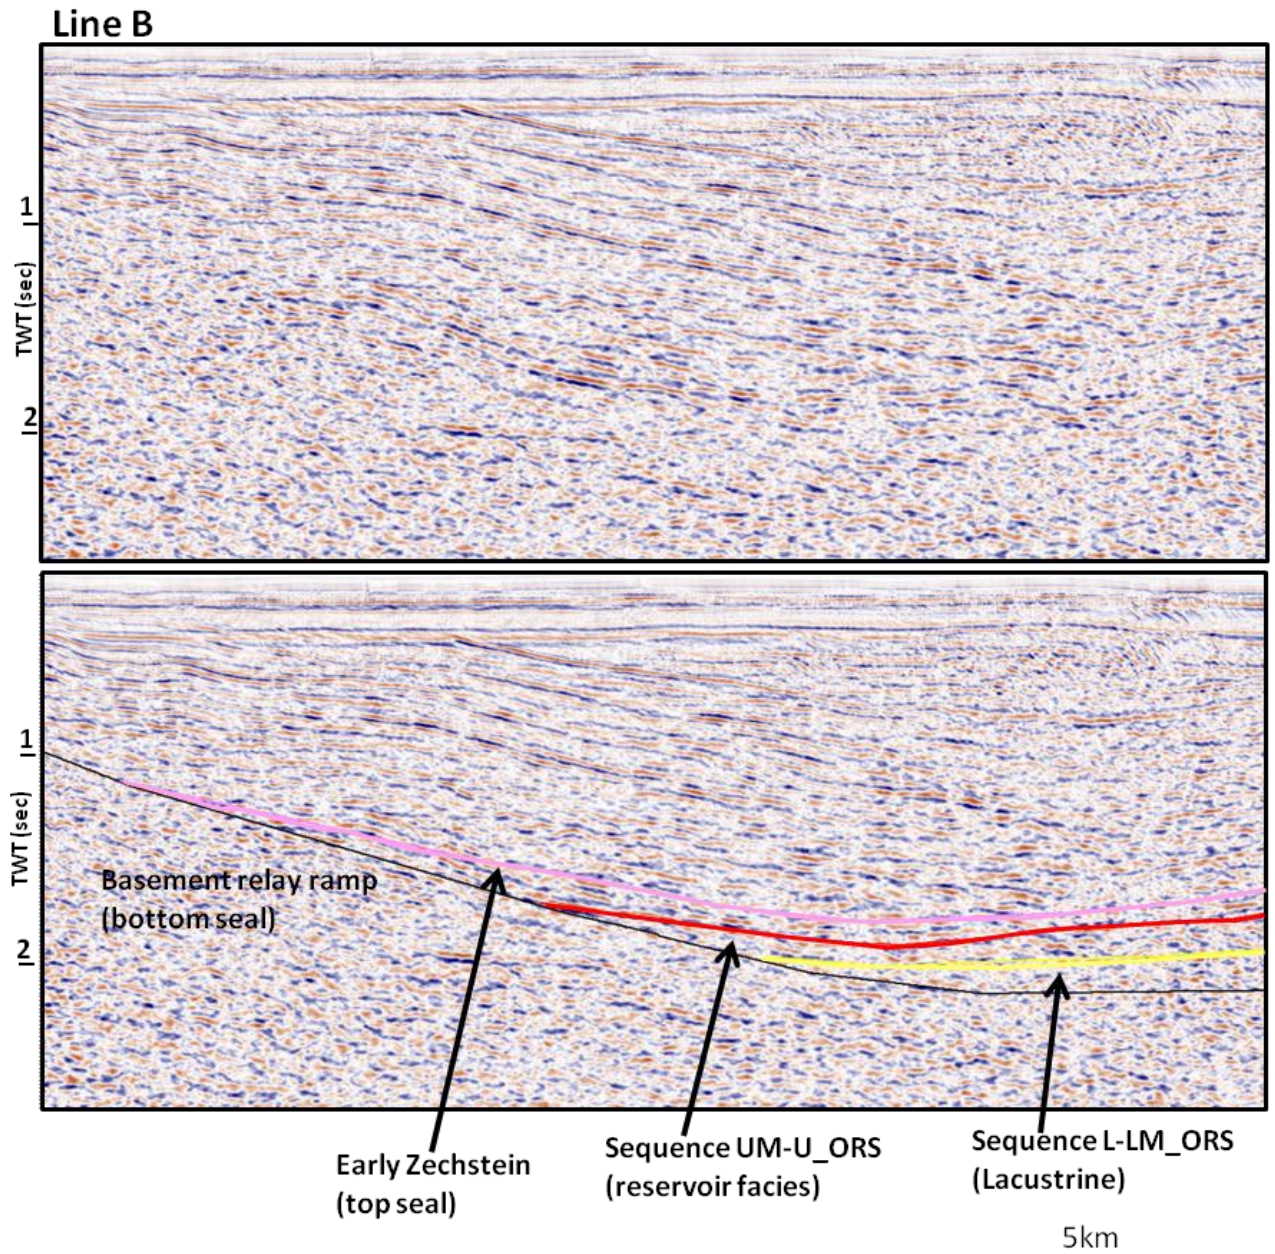 Line B
1
TWT (sec)
2
1
TWT (sec)
Basement relay ramp
(bottom seal)
2
Early Zechstein
(top seal)
Sequence UM-U_ORS
(reservoir facies)
Sequence L-LM_ORS
(Lacustrine)
5km